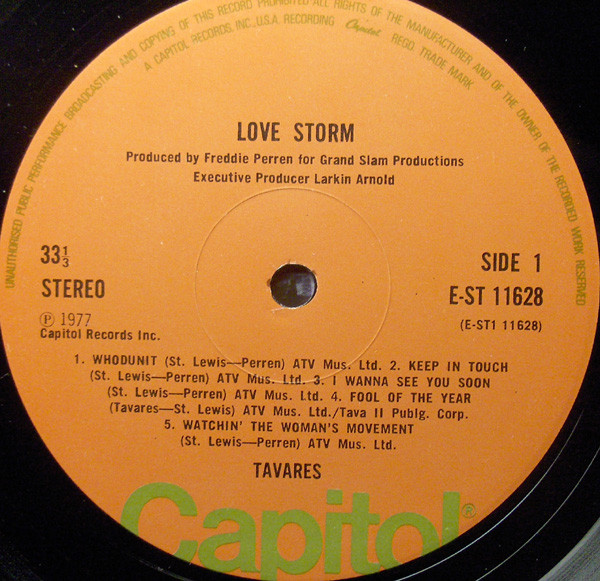 UNAUTHORISED PUBLIC PERFORMANCE BROADCASTING AND COPYING OF THIS RECORD PROHIBITED ALL RIGHTS OF THE MANUFACTURER AND OF THE OWNER OF THE RECORDED WORK RESERVED
A CAPITOL RECORDS, INC., U.S.A. RECORDING Capitol REGD. TRADE MARK
LOVE STORM
Produced by Freddie Perren for Grand Slam Productions
Executive Producer Larkin Arnold
33⅓
STEREO
Ⓟ 1977
Capitol Records Inc.
SIDE 1
E-ST 11628
(E-ST1 11628)
1. WHODUNIT (St. Lewis—Perren) ATV Mus. Ltd. 2. KEEP IN TOUCH
(St. Lewis—Perren) ATV Mus. Ltd. 3. I WANNA SEE YOU SOON
(St. Lewis—Perren) ATV Mus. Ltd. 4. FOOL OF THE YEAR
(Tavares—St. Lewis) ATV Mus. Ltd./Tava II Publg. Corp.
5. WATCHIN' THE WOMAN'S MOVEMENT
(St. Lewis—Perren) ATV Mus. Ltd.
TAVARES
Capitol®